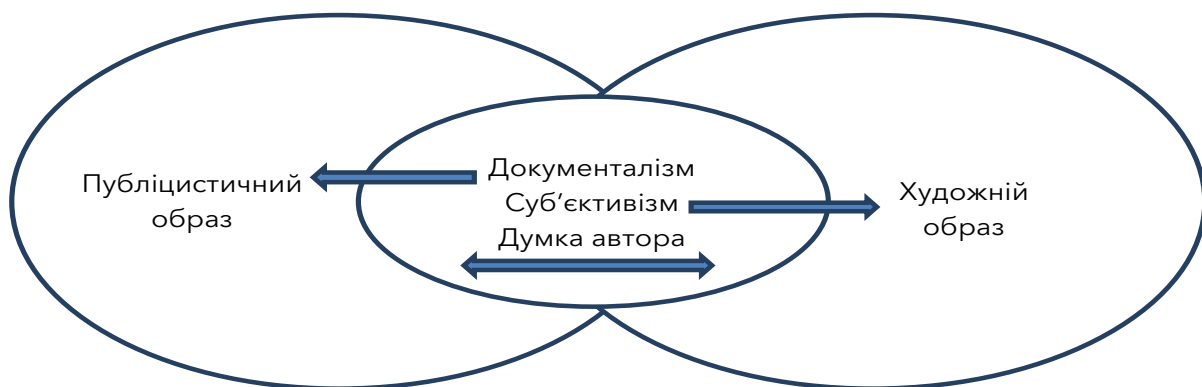 Публіцистичний
образ
Документалізм
Суб’єктивізм
Думка автора
Художній
образ